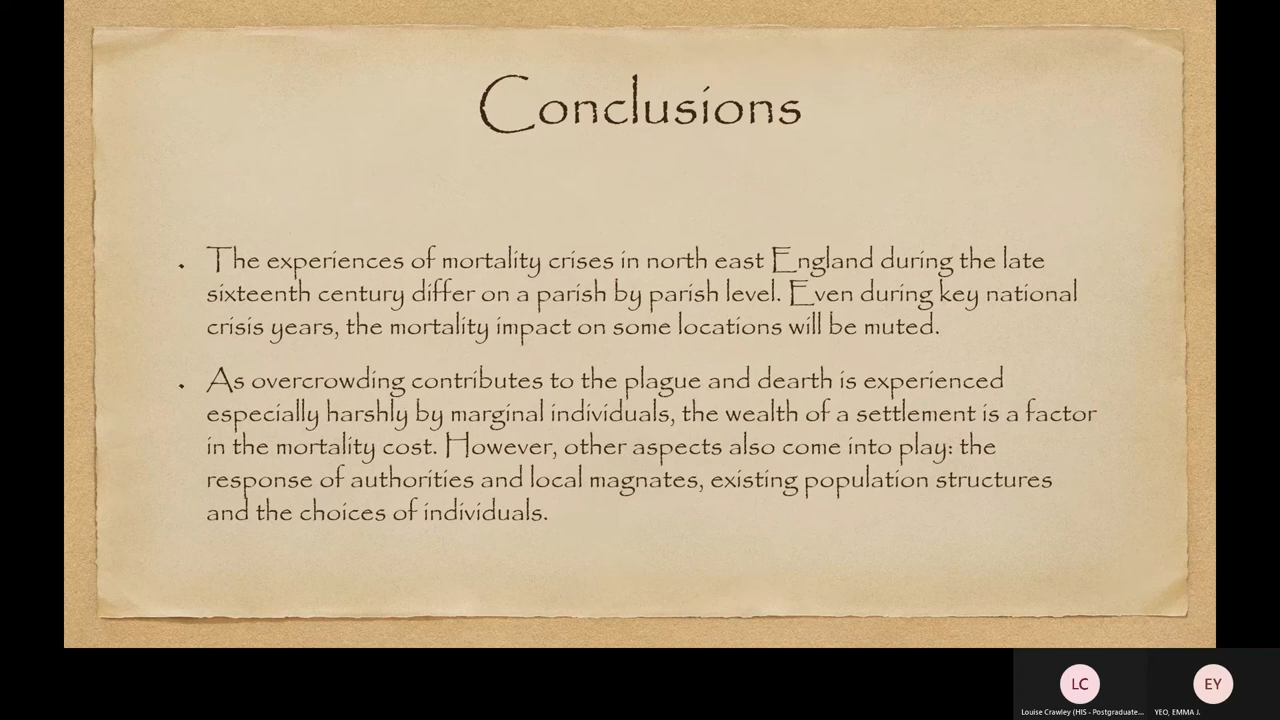 Conclusions
• The experiences of mortality crises in north east England during the late
sixteenth century differ on a parish by parish level. Even during key national
crisis years, the mortality impact on some locations will be muted.
• As overcrowding contributes to the plague and dearth is experienced
especially harshly by marginal individuals, the wealth of a settlement is a factor
in the mortality cost. However, other aspects also come into play: the
response of authorities and local magnates, existing population structures
and the choices of individuals.
LC
EY
Louise Crawley (HIS - Postgraduate...
YEO, EMMA J.